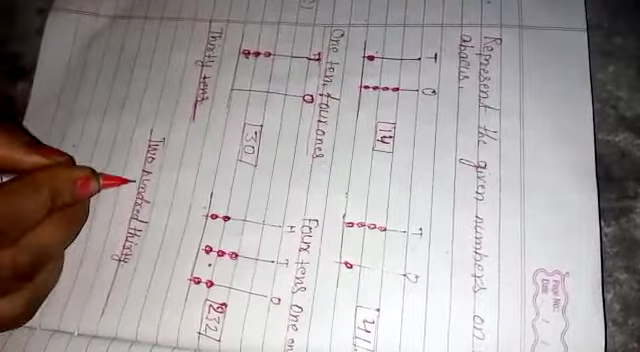 PAGE NO.
DATE / /
Represent the given numbers on
abacus.
T O
14
T O
41
One ten, four ones
Four tens one on
T O
30
H T O
232
Thirty tens
Two hundred thirty